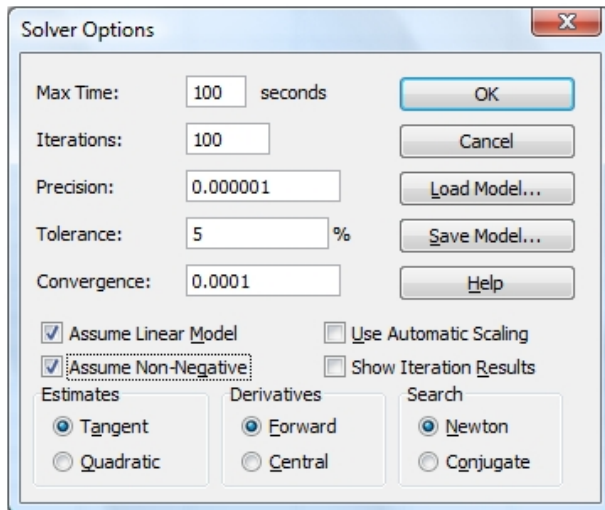 Solver Options
X
Max Time: 100 seconds OK
Iterations: 100 Cancel
Precision: 0.000001 Load Model...
Tolerance: 5 % Save Model...
Convergence: 0.0001 Help
Assume Linear Model Use Automatic Scaling
Assume Non-Negative Show Iteration Results
Estimates Derivatives Search
Tangent Forward Newton
Quadratic Central Conjugate